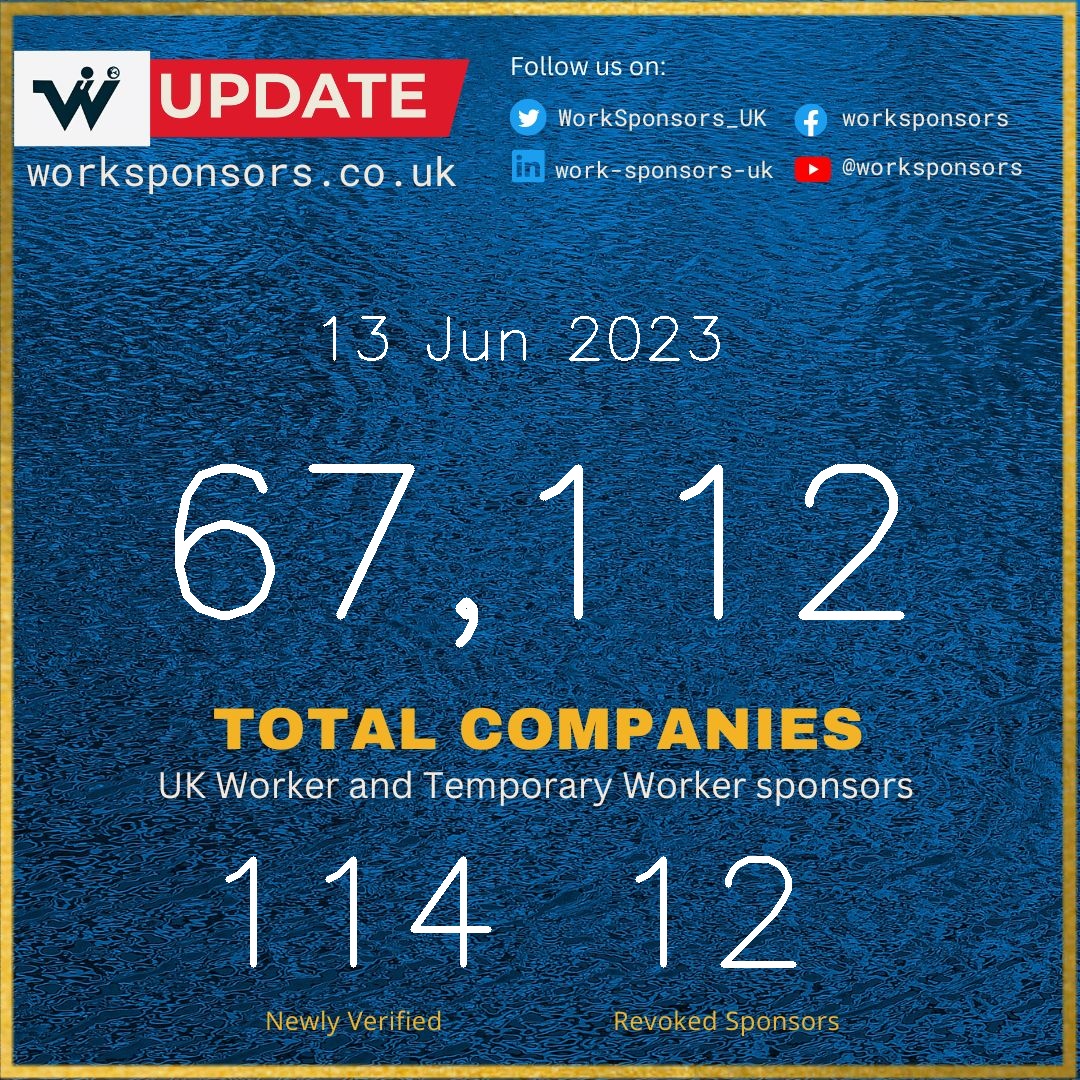 UPDATE
worksponsors.co.uk
Follow us on:
WorkSponsors_UK
worksponsors
work-sponsors-uk
@worksponsors
13 Jun 2023
67,112
TOTAL COMPANIES
UK Worker and Temporary Worker sponsors
114 12
Newly Verified Revoked Sponsors